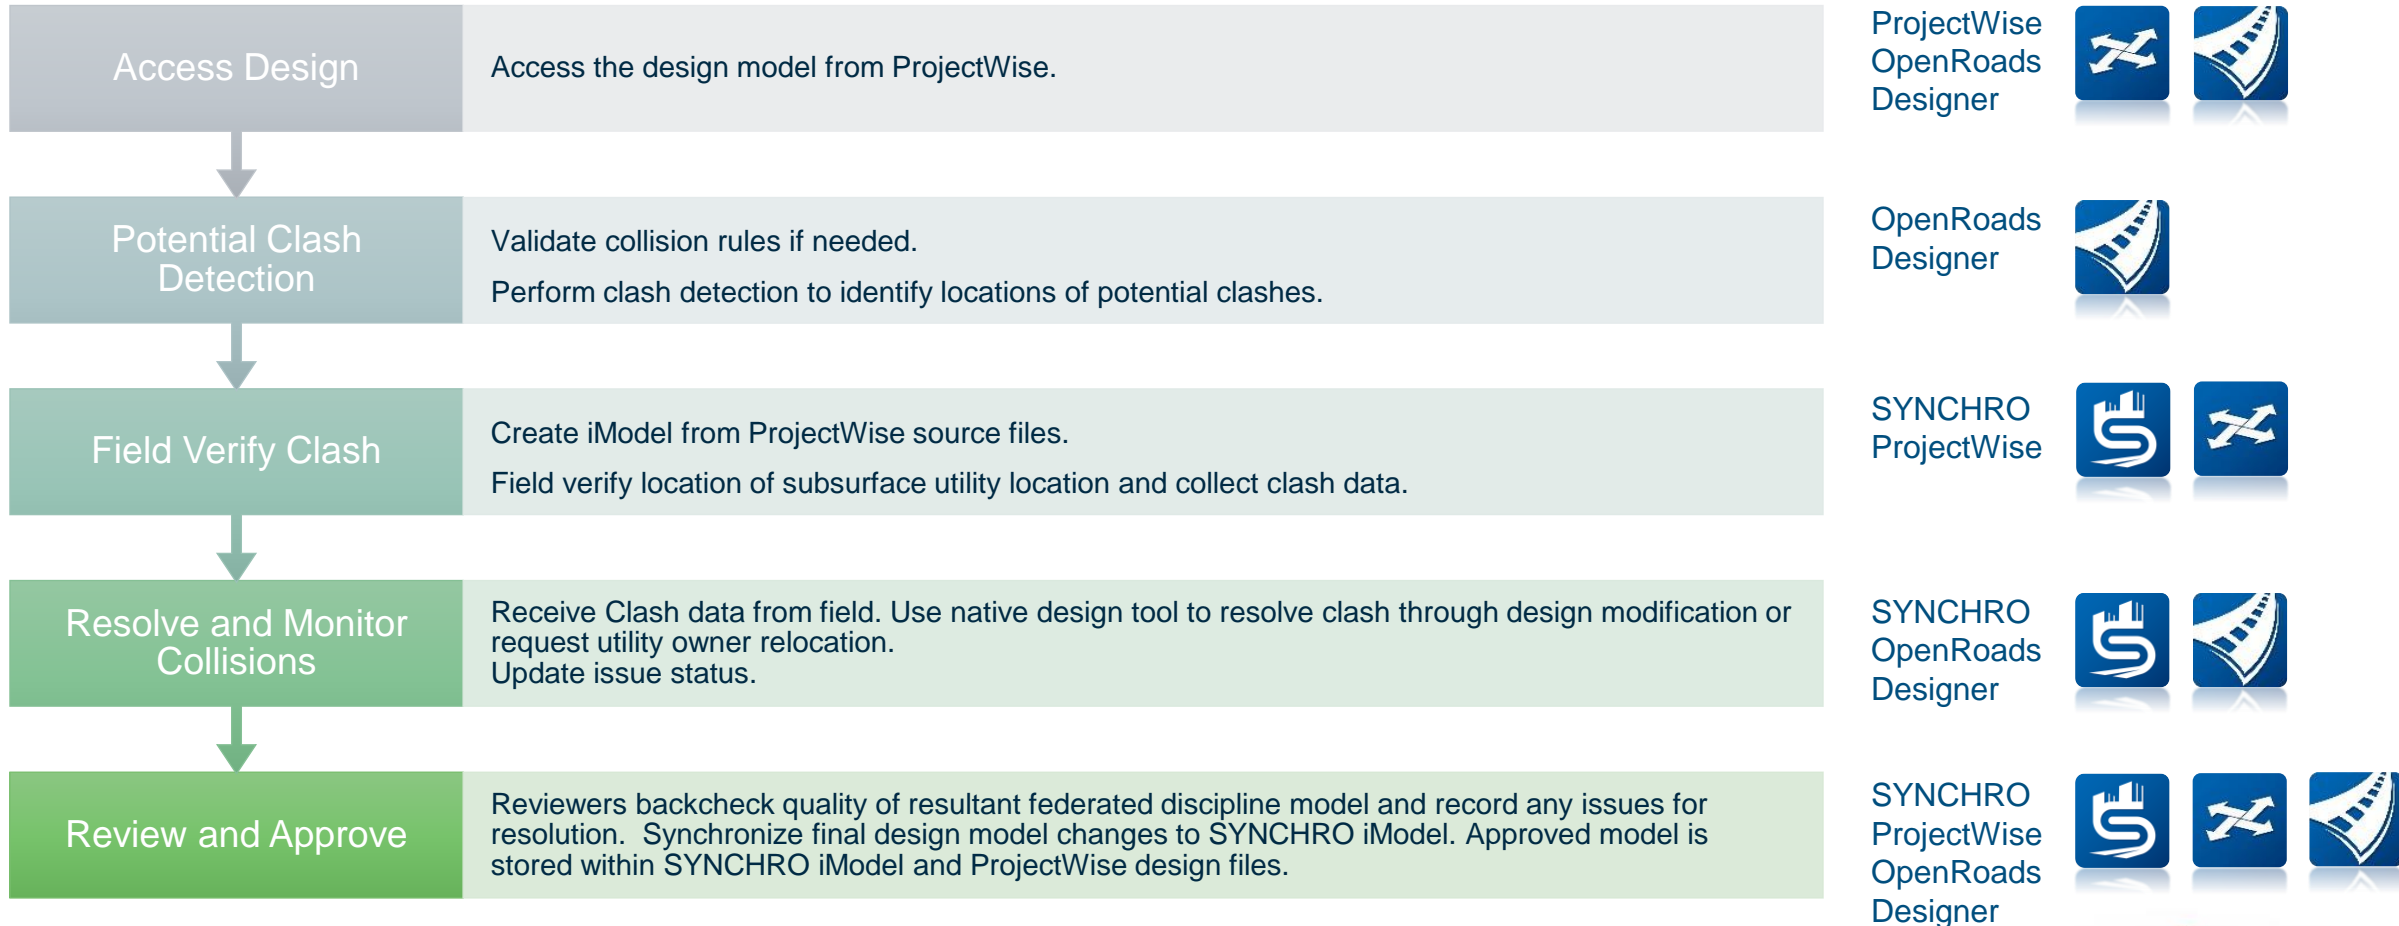 Access Design
Access the design model from ProjectWise.
ProjectWise
OpenRoads
Designer
Potential Clash
Detection
Validate collision rules if needed.
Perform clash detection to identify locations of potential clashes.
OpenRoads
Designer
Field Verify Clash
Create iModel from ProjectWise source files.
Field verify location of subsurface utility location and collect clash data.
SYNCHRO
ProjectWise
Resolve and Monitor
Collisions
Receive Clash data from field. Use native design tool to resolve clash through design modification or
request utility owner relocation.
Update issue status.
SYNCHRO
OpenRoads
Designer
Review and Approve
Reviewers backcheck quality of resultant federated discipline model and record any issues for
resolution.  Synchronize final design model changes to SYNCHRO iModel. Approved model is
stored within SYNCHRO iModel and ProjectWise design files.
SYNCHRO
ProjectWise
OpenRoads
Designer